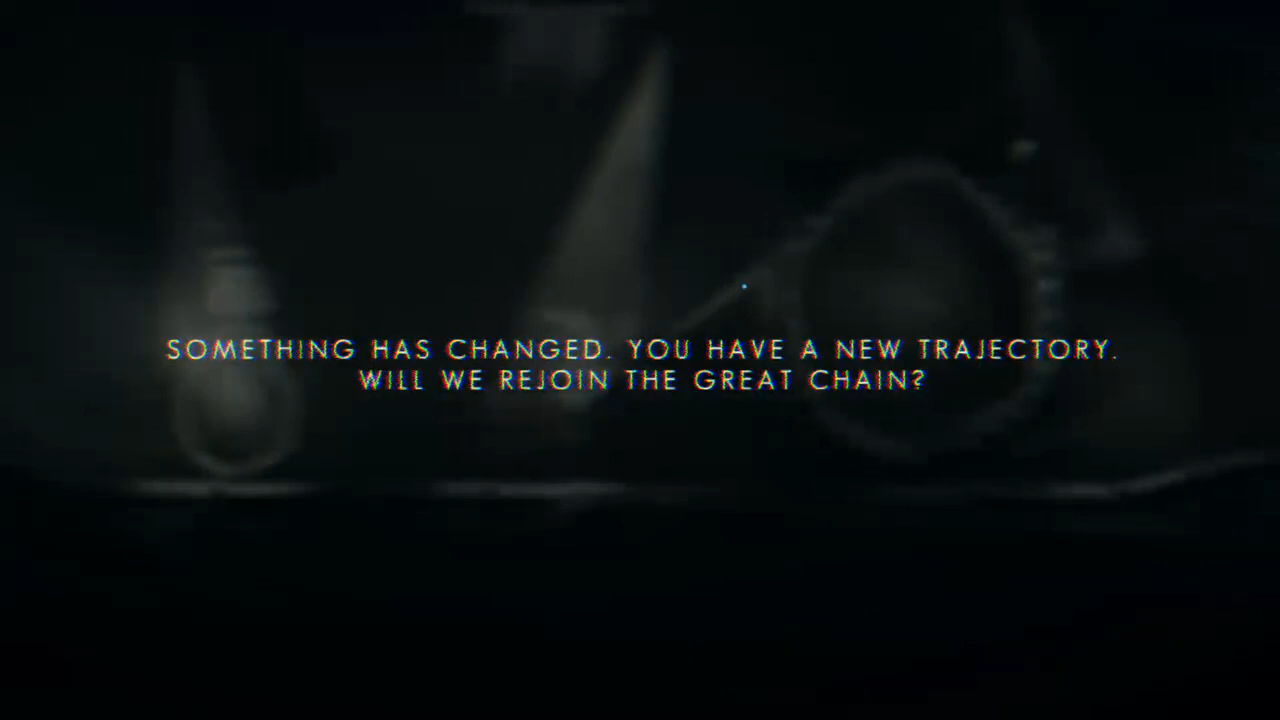 SOMETHING HAS CHANGED. YOU HAVE A NEW TRAJECTORY.
WILL WE REJOIN THE GREAT CHAIN?